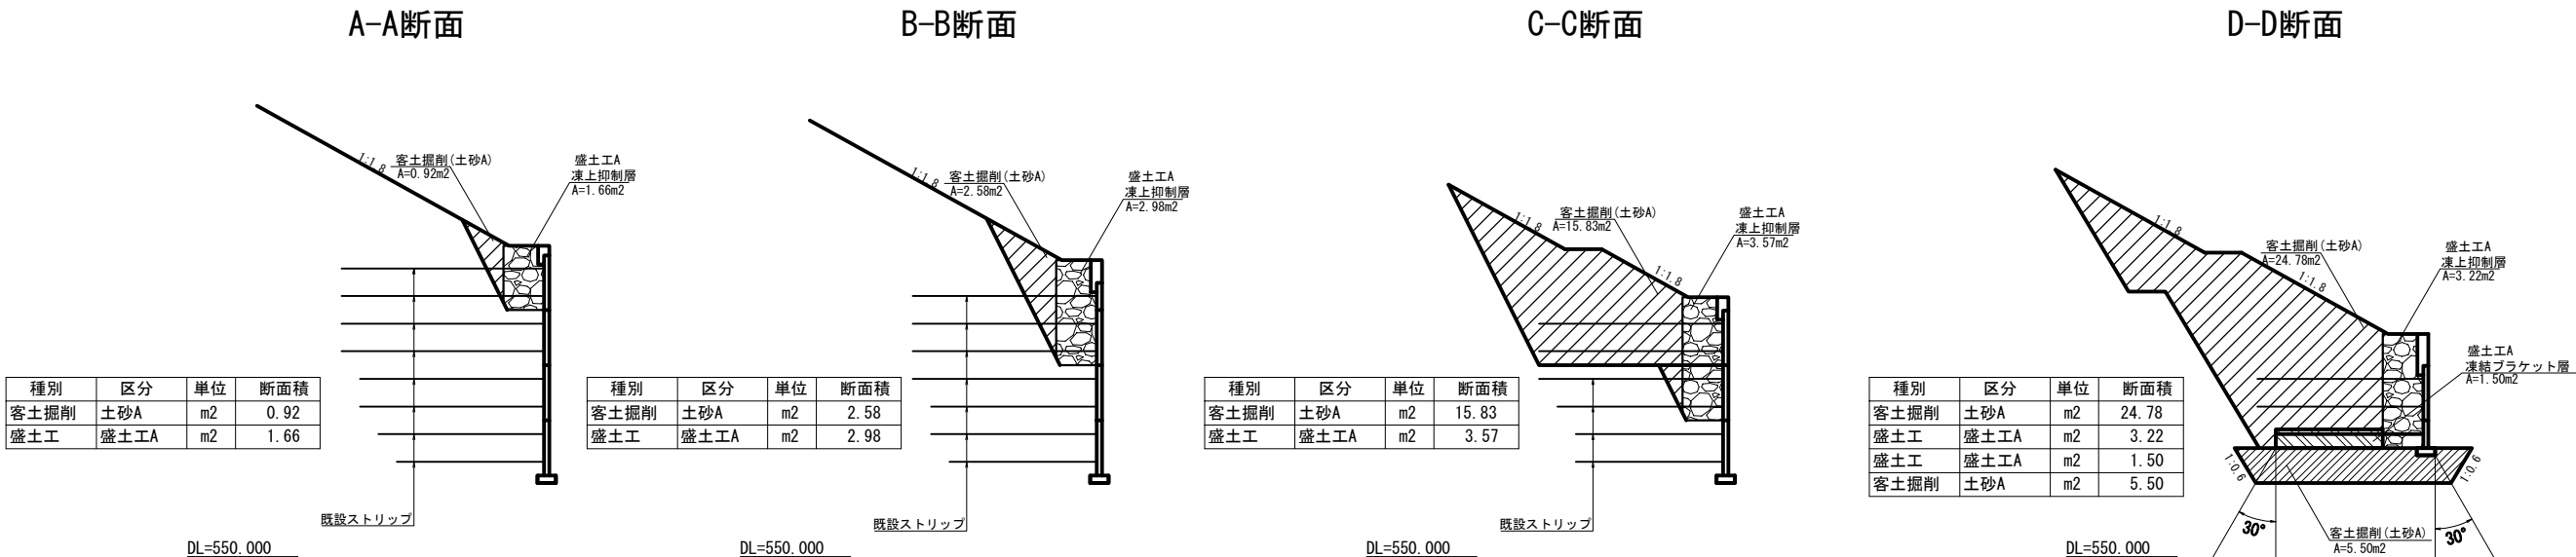 A-A断面
1:1.8
客土掘削(土砂A)
A=0.92m2
盛土工A
凍上抑制層
A=1.66m2
種別 区分 単位 断面積
客土掘削 土砂A m2 0.92
盛土工 盛土工A m2 1.66
既設ストリップ
DL=550.000
B-B断面
1:1.8
客土掘削(土砂A)
A=2.58m2
盛土工A
凍上抑制層
A=2.98m2
種別 区分 単位 断面積
客土掘削 土砂A m2 2.58
盛土工 盛土工A m2 2.98
既設ストリップ
DL=550.000
C-C断面
1:1.8
客土掘削(土砂A)
A=15.83m2
1:1.8
盛土工A
凍上抑制層
A=3.57m2
種別 区分 単位 断面積
客土掘削 土砂A m2 15.83
盛土工 盛土工A m2 3.57
既設ストリップ
DL=550.000
D-D断面
1:1.8
客土掘削(土砂A)
A=24.78m2
1:1.8
盛土工A
凍上抑制層
A=3.22m2
盛土工A
凍結ブラケット層
A=1.50m2
種別 区分 単位 断面積
客土掘削 土砂A m2 24.78
盛土工 盛土工A m2 3.22
盛土工 盛土工A m2 1.50
客土掘削 土砂A m2 5.50
1:0.6
1:0.6
30°
30°
客土掘削(土砂A)
A=5.50m2
DL=550.000